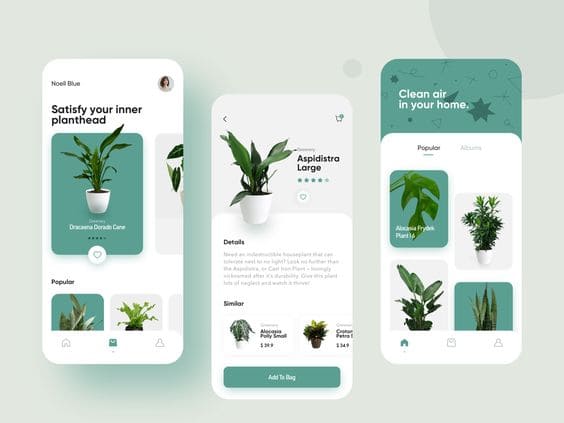 Noell Blue
Satisfy your inner
planthead
Greenery
Dracaena Dorado Cane
Popular
Greenery
Aspidistra
Large
Details
Need an indestructible houseplant that can
tolerate next to no light? Look no further than
the Aspidistra, or Cast Iron Plant – lovingly
nicknamed after it's durability. Give this plant
lots of neglect and watch it thrive!
Similar
Greenery
Alocasia
Polly Small
$ 39.9
Greenery
Croton
Petra S
$ 34.9
Add To Bag
Clean air
in your home.
Popular
Albums
Alocasia Frydek
Plant 16